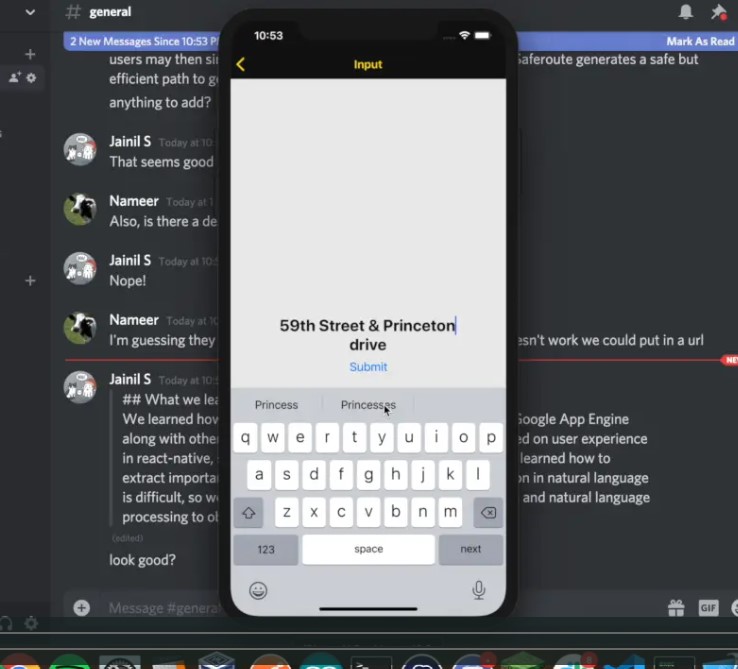 general
2 New Messages Since 10:53 P
Mark As Read
users may then si
Saferoute generates a safe but
efficient path to g
anything to add?
Jainil S Today at 10:
That seems good
Nameer Today at 1
Also, is there a de
Jainil S Today at 10:5
Nope!
Nameer Today at 10
I'm guessing they
esn't work we could put in a url
NE
Jainil S Today at 10:5
## What we lea
We learned how
Google App Engine
along with othe
ed on user experience
in react-native,
learned how to
extract importa
on in natural language
is difficult, so w
and natural language
processing to ob
(edited)
look good?
Message #general
GIF
10:53
Input
59th Street & Princeton
drive
Submit
Princess Princesses
q w e r t y u i o p
a s d f g h j k l
z x c v b n m
123 space next